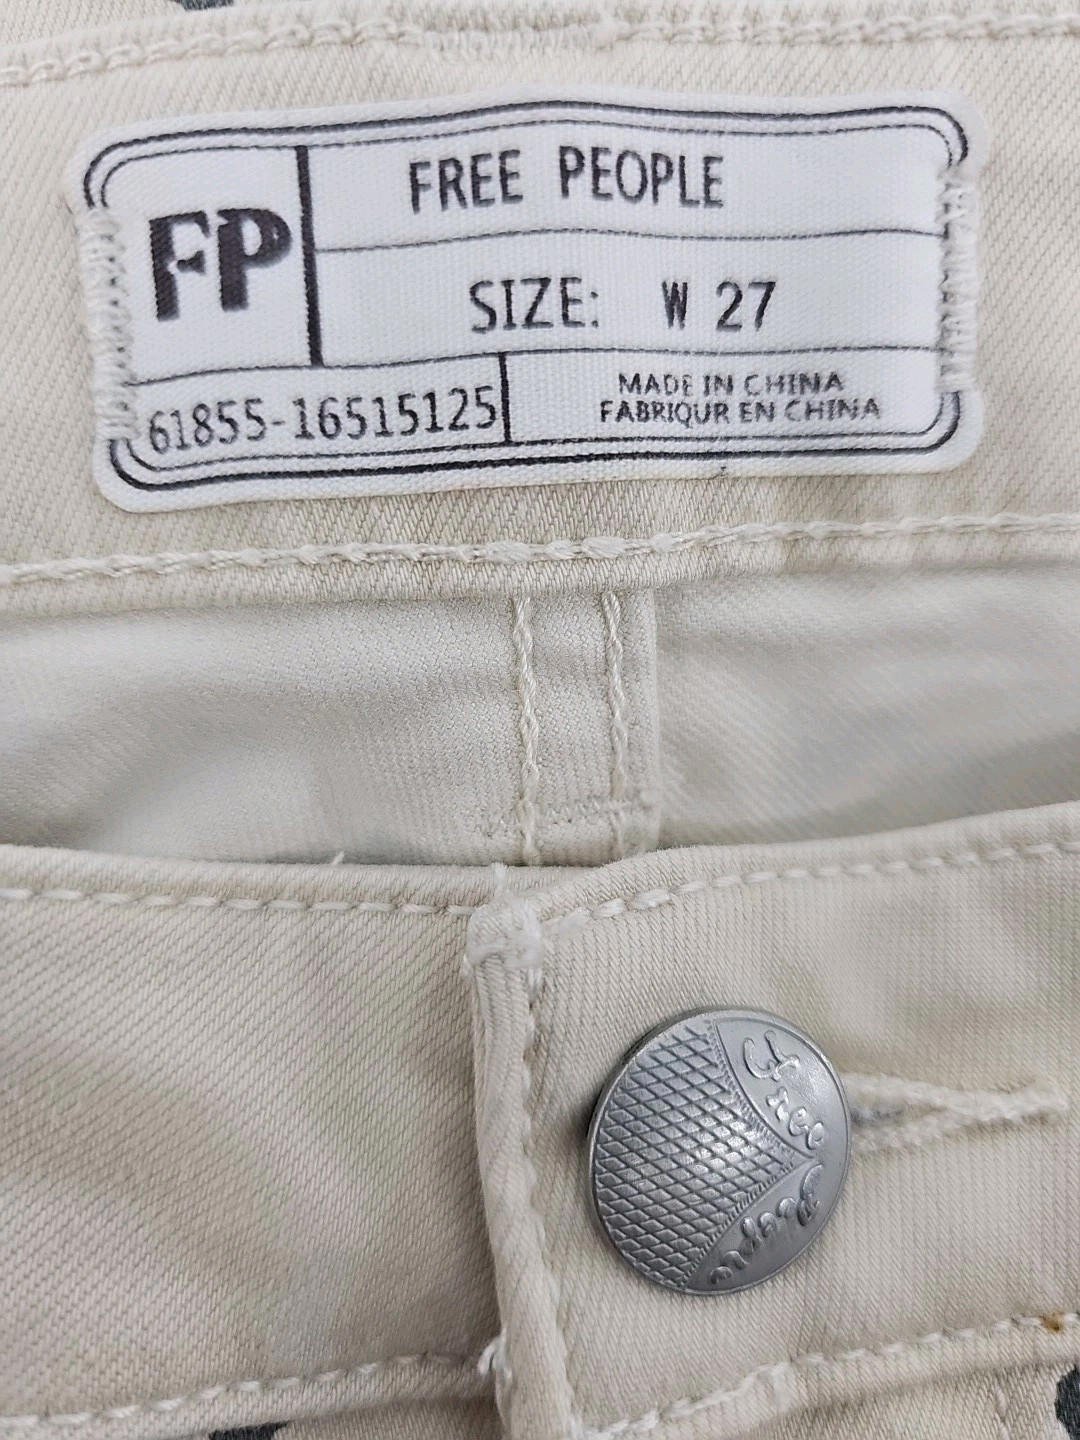 FREE PEOPLE
FP
SIZE: W 27
61855-16515125
MADE IN CHINA
FABRIQUR EN CHINA
Free
People